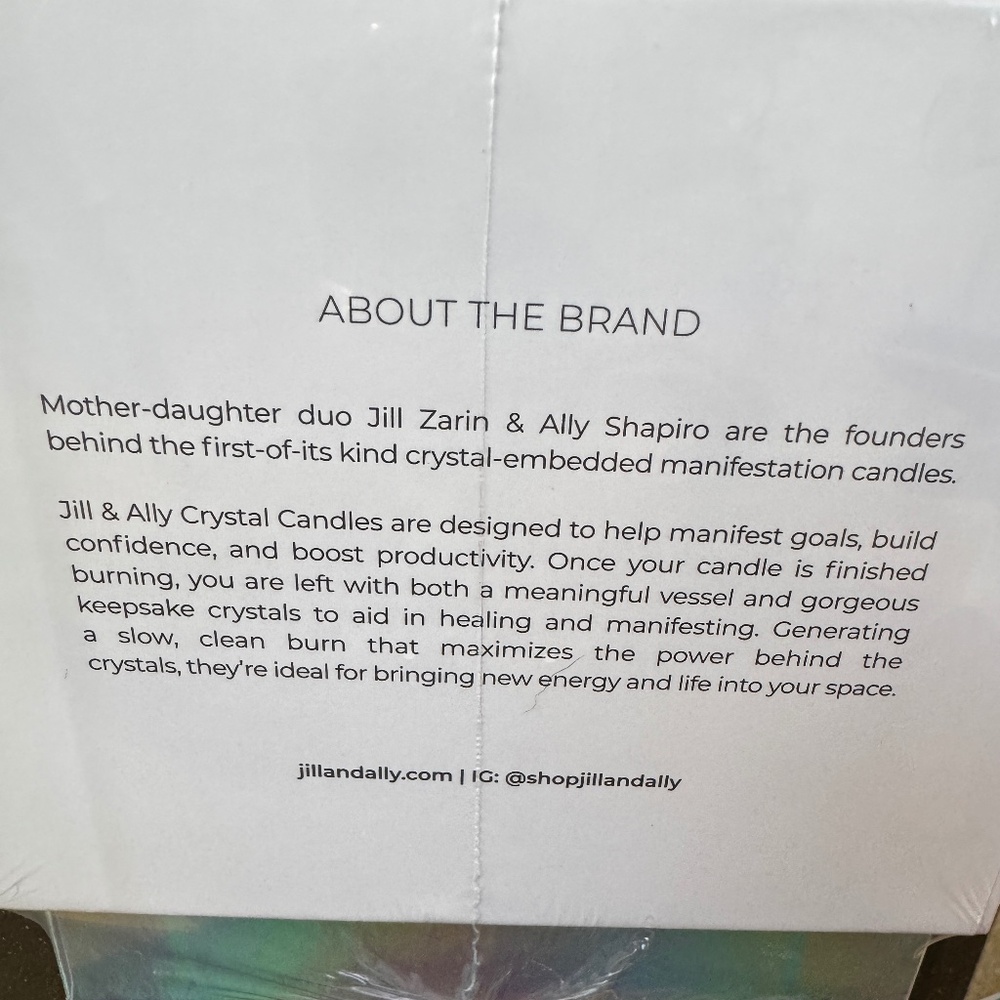 ABOUT THE BRAND
Mother-daughter duo Jill Zarin & Ally Shapiro are the founders
behind the first-of-its kind crystal-embedded manifestation candles.
Jill & Ally Crystal Candles are designed to help manifest goals, build
confidence, and boost productivity. Once your candle is finished
burning, you are left with both a meaningful vessel and gorgeous
keepsake crystals to aid in healing and manifesting. Generating
a slow, clean burn that maximizes the power behind the
crystals, they're ideal for bringing new energy and life into your space.
jillandally.com | IG: @shopjillandally